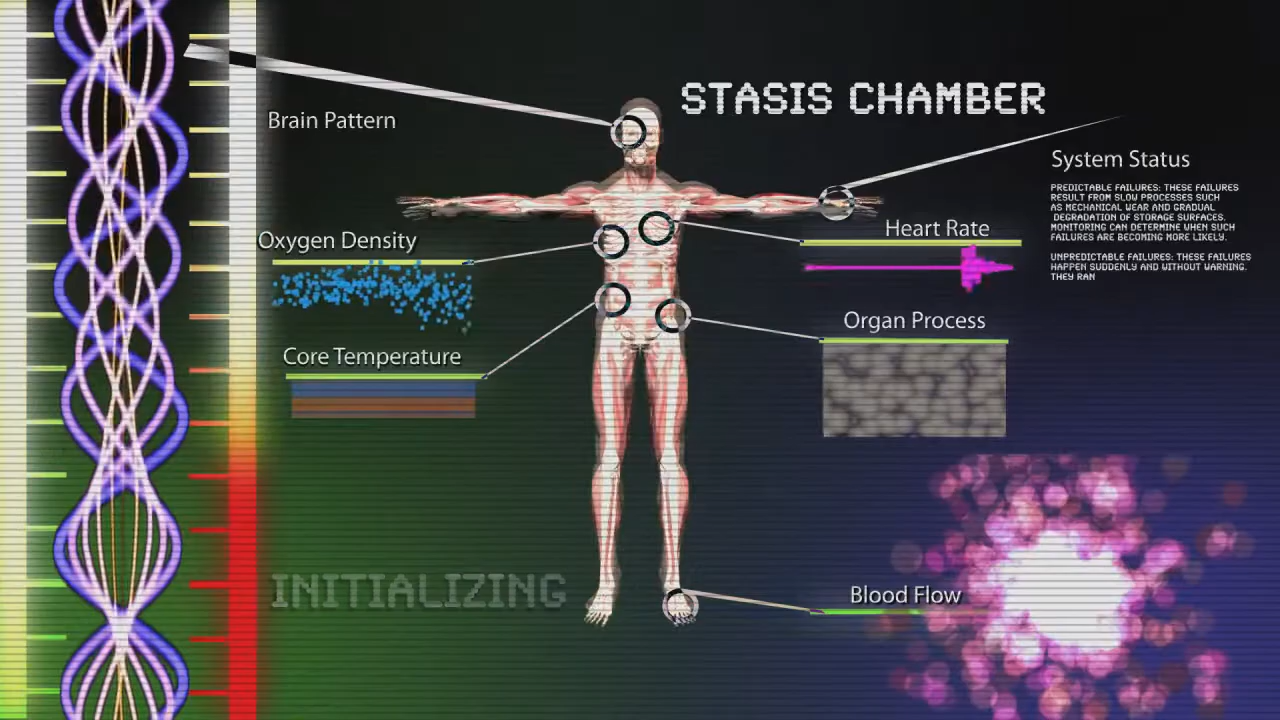 STASIS CHAMBER
Brain Pattern
System Status
PREDICTABLE FAILURES: THESE FAILURES
RESULT FROM SLOW PROCESSES SUCH
AS MECHANICAL WEAR AND GRADUAL
DEGRADATION OF STORAGE SURFACES.
MONITORING CAN DETERMINE WHEN SUCH
FAILURES ARE BECOMING MORE LIKELY.
UNPREDICTABLE FAILURES: THESE FAILURES
HAPPEN SUDDENLY AND WITHOUT WARNING.
THEY RAN
Oxygen Density
Heart Rate
Organ Process
Core Temperature
INITIALIZING
Blood Flow